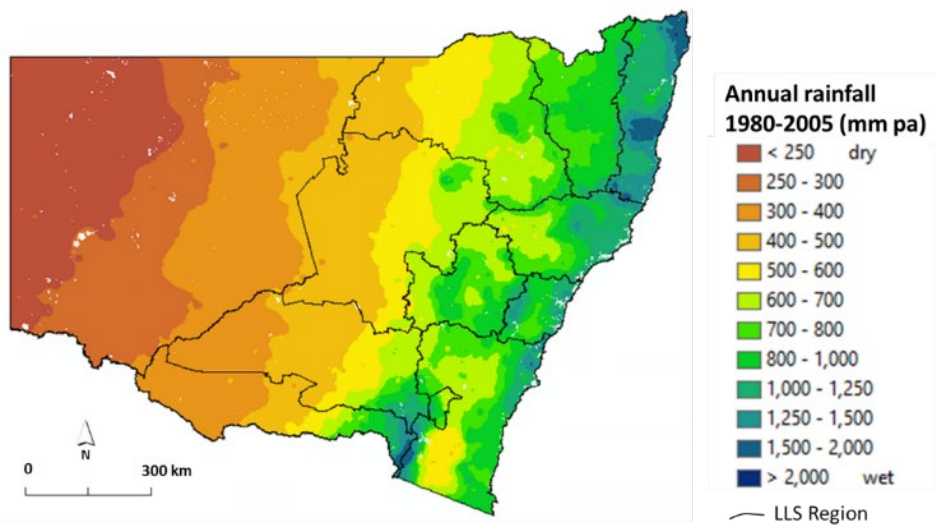 Annual rainfall
1980-2005 (mm pa)
< 250 dry
250 - 300
300 - 400
400 - 500
500 - 600
600 - 700
700 - 800
800 - 1,000
1,000 - 1,250
1,250 - 1,500
1,500 - 2,000
> 2,000 wet
LLS Region
N
0 300 km